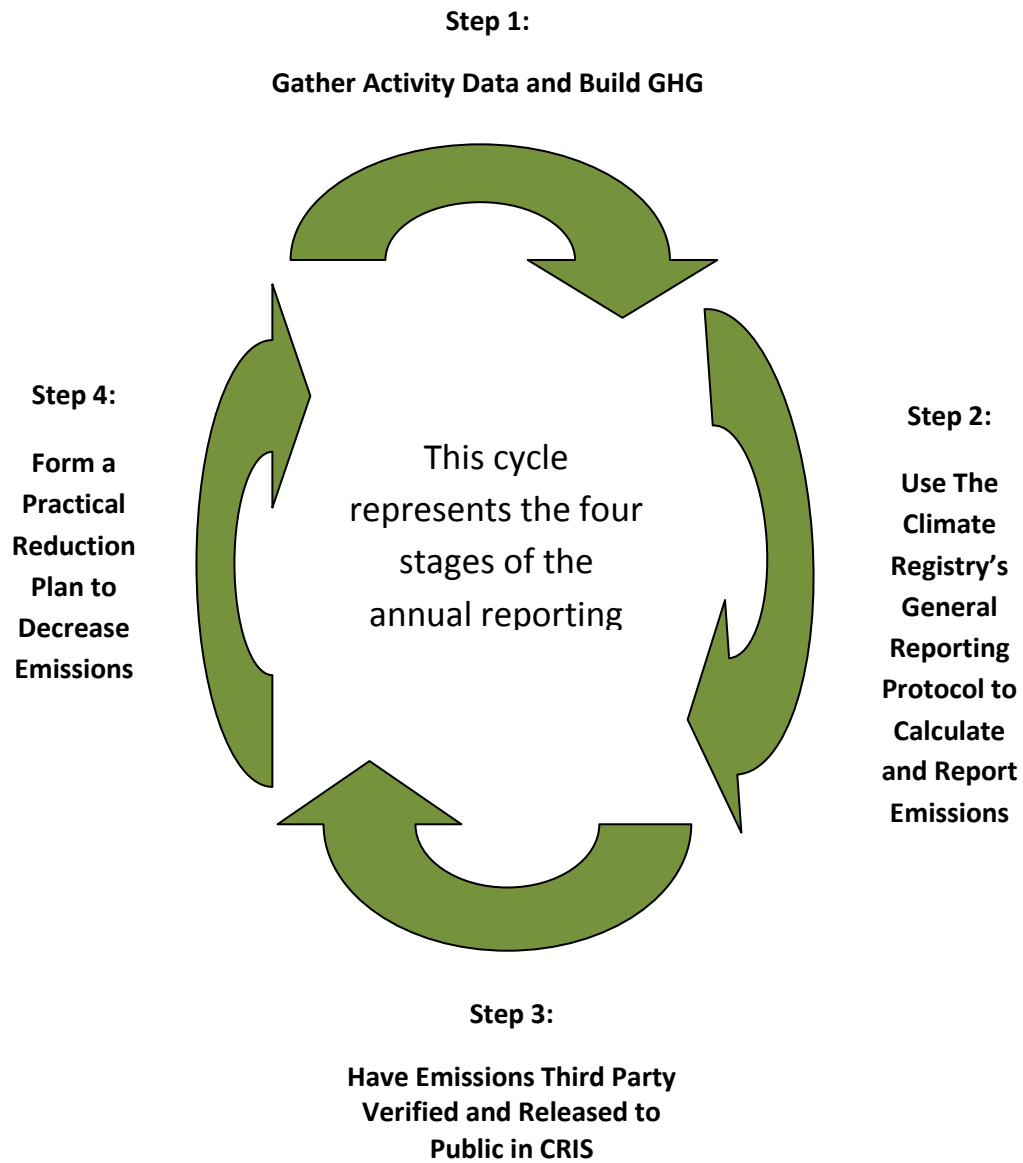 Step 1:
Gather Activity Data and Build GHG
Step 4:
Form a
Practical
Reduction
Plan to
Decrease
Emissions
This cycle
represents the four
stages of the
annual reporting
Step 2:
Use The
Climate
Registry’s
General
Reporting
Protocol to
Calculate
and Report
Emissions
Step 3:
Have Emissions Third Party
Verified and Released to
Public in CRIS